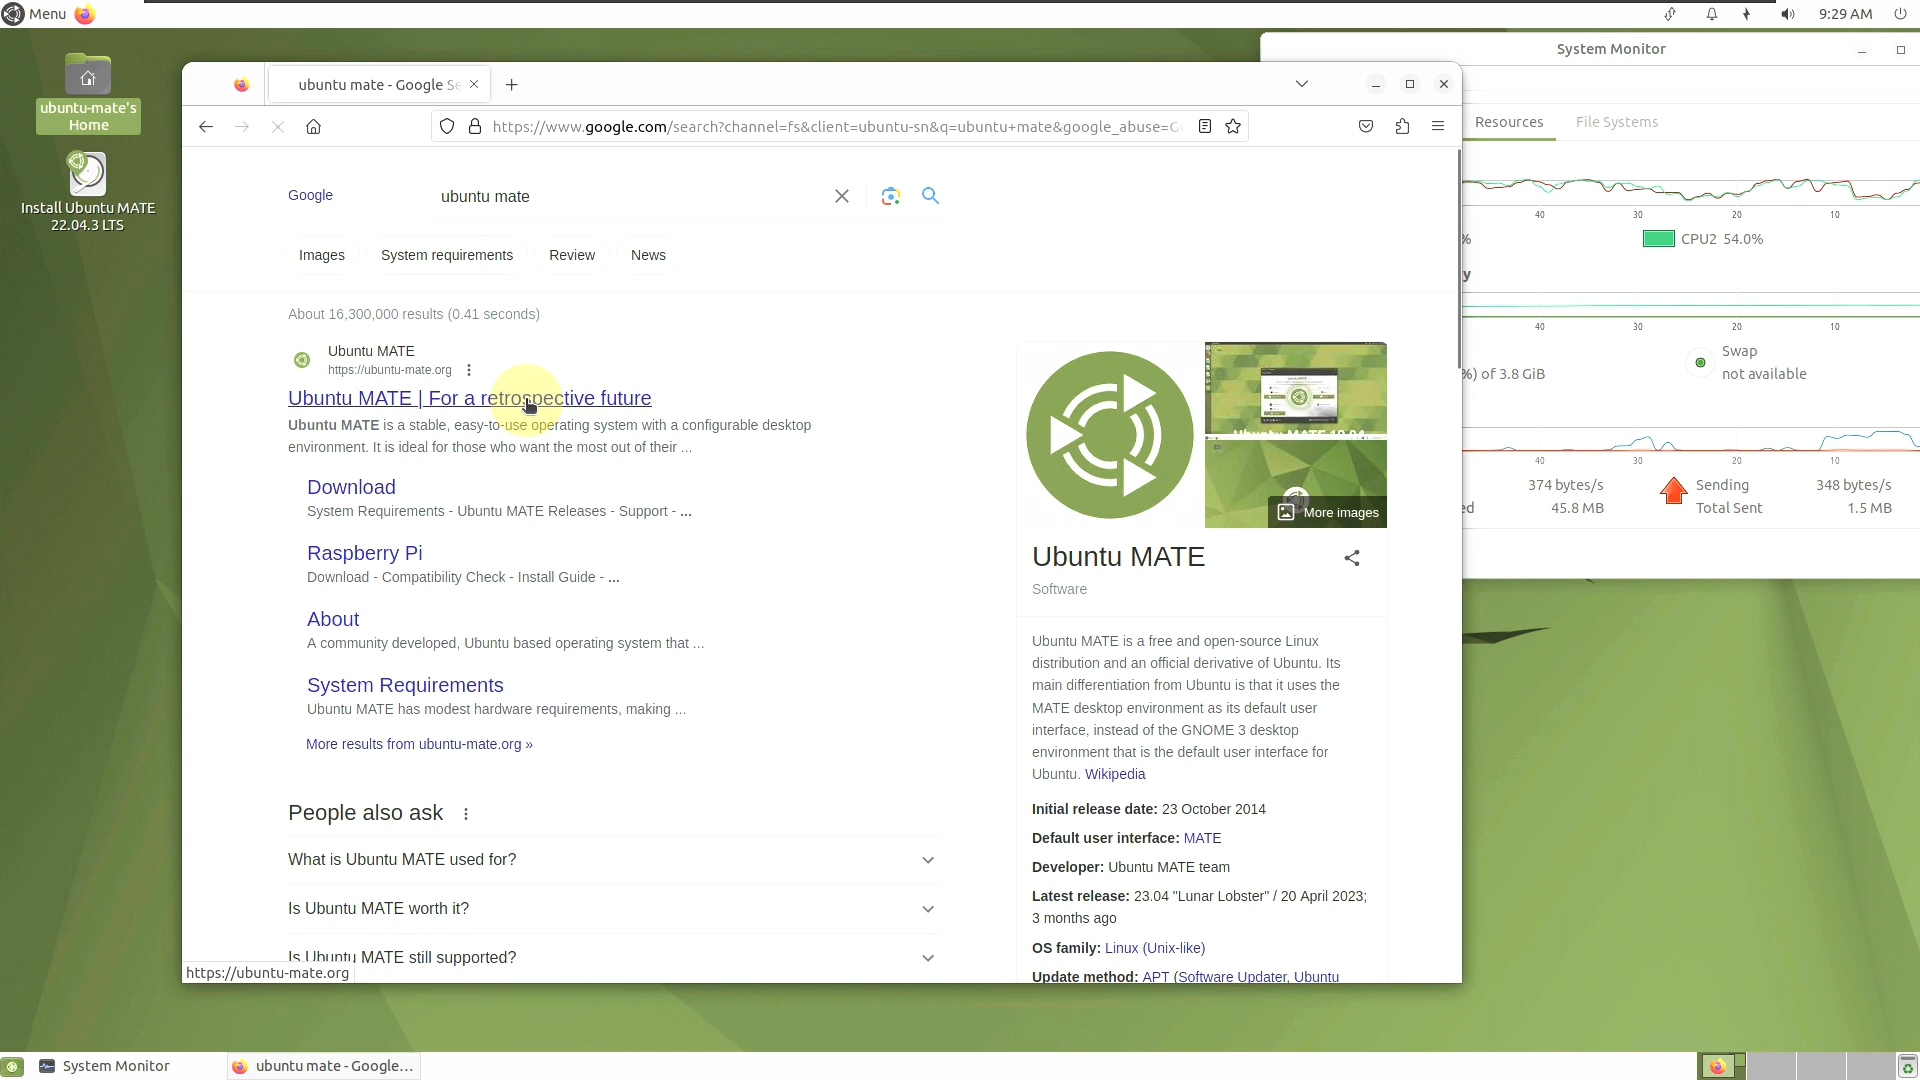 Menu
9:29 AM
ubuntu-mate's
Home
Install Ubuntu MATE
22.04.3 LTS
System Monitor
Resources
File Systems
40 30 20 10
%
CPU2 54.0%
y
40 30 20 10
Swap
%) of 3.8 GiB
not available
40 30 20 10
374 bytes/s
Sending
348 bytes/s
ed
45.8 MB
Total Sent
1.5 MB
ubuntu mate - Google Se
https://www.google.com/search?channel=fs&client=ubuntu-sn&q=ubuntu+mate&google_abuse=G
Google
ubuntu mate
Images
System requirements
Review
News
About 16,300,000 results (0.41 seconds)
Ubuntu MATE
https://ubuntu-mate.org
Ubuntu MATE | For a retrospective future
Ubuntu MATE is a stable, easy-to-use operating system with a configurable desktop
environment. It is ideal for those who want the most out of their ...
Download
System Requirements - Ubuntu MATE Releases - Support - ...
Raspberry Pi
Download - Compatibility Check - Install Guide - ...
About
A community developed, Ubuntu based operating system that ...
System Requirements
Ubuntu MATE has modest hardware requirements, making ...
More results from ubuntu-mate.org »
People also ask
What is Ubuntu MATE used for?
Is Ubuntu MATE worth it?
Is Ubuntu MATE still supported?
https://ubuntu-mate.org
More images
Ubuntu MATE
Software
Ubuntu MATE is a free and open-source Linux
distribution and an official derivative of Ubuntu. Its
main differentiation from Ubuntu is that it uses the
MATE desktop environment as its default user
interface, instead of the GNOME 3 desktop
environment that is the default user interface for
Ubuntu. Wikipedia
Initial release date: 23 October 2014
Default user interface: MATE
Developer: Ubuntu MATE team
Latest release: 23.04 "Lunar Lobster" / 20 April 2023;
3 months ago
OS family: Linux (Unix-like)
Update method: APT (Software Updater, Ubuntu
System Monitor
ubuntu mate - Google...